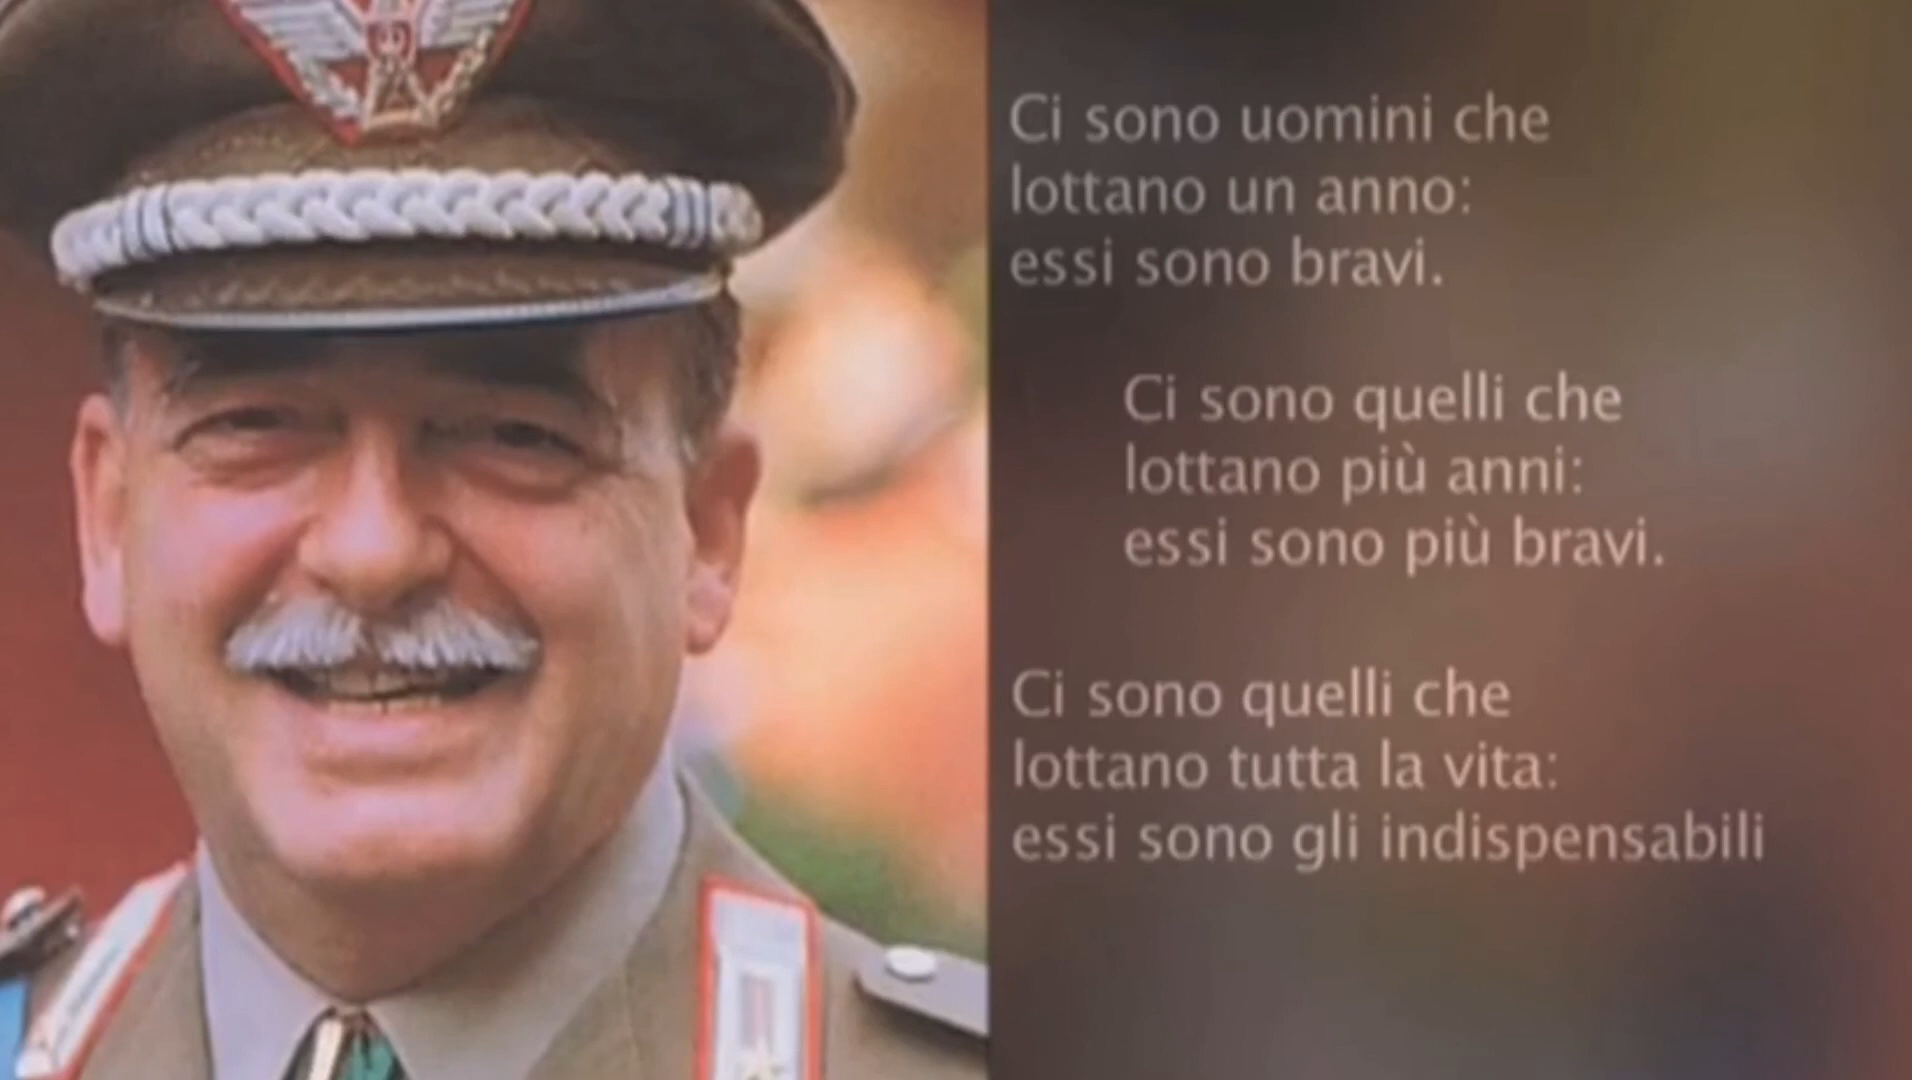 Ci sono uomini che
lottano un anno:
essi sono bravi.
Ci sono quelli che
lottano più anni:
essi sono più bravi.
Ci sono quelli che
lottano tutta la vita:
essi sono gli indispensabili